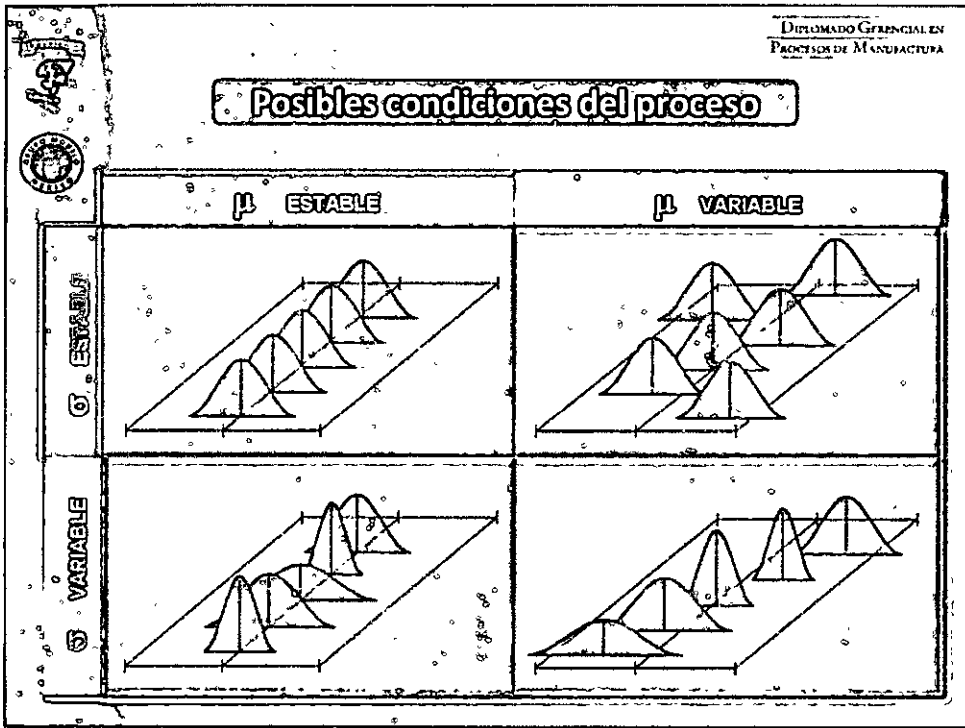 DIPLOMADO GERENCIAL EN
PROCESOS DE MANUFACTURA
Posibles condiciones del proceso
μ ESTABLE
μ VARIABLE
σ ESTABLE
σ VARIABLE